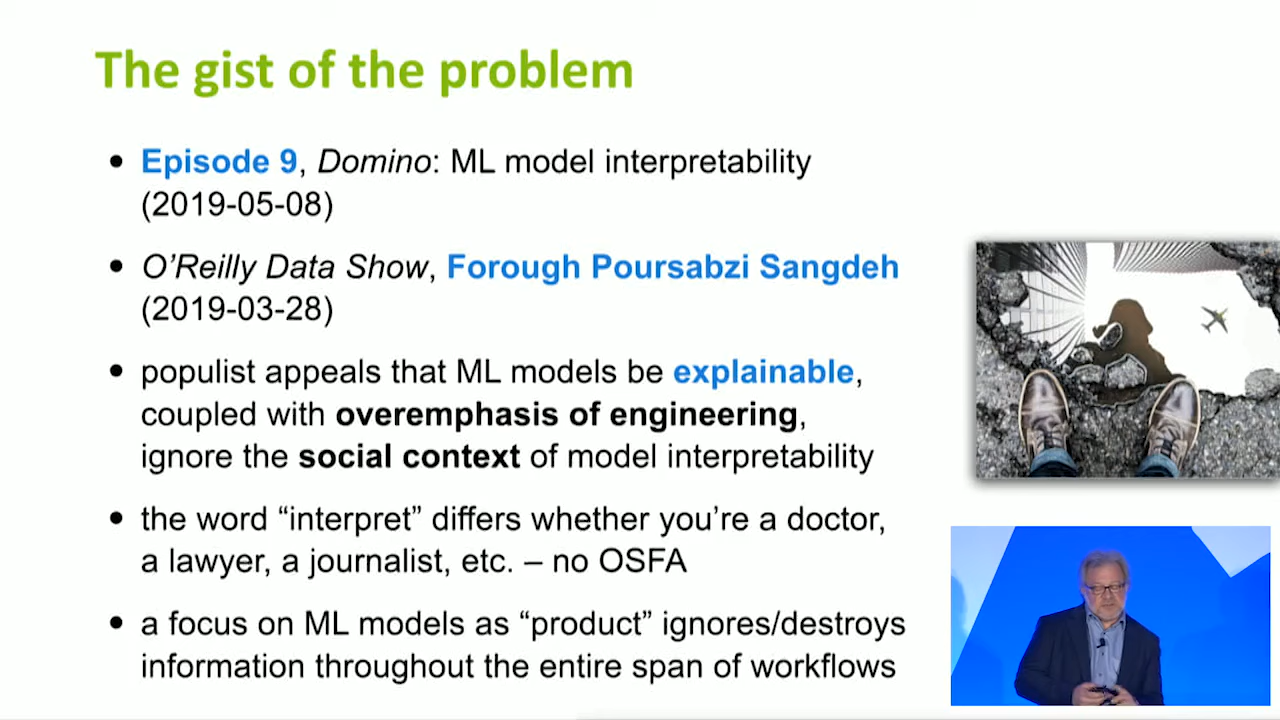 The gist of the problem
• Episode 9, Domino: ML model interpretability
(2019-05-08)
• O’Reilly Data Show, Forough Poursabzi Sangdeh
(2019-03-28)
• populist appeals that ML models be explainable,
coupled with overemphasis of engineering,
ignore the social context of model interpretability
• the word “interpret” differs whether you’re a doctor,
a lawyer, a journalist, etc. – no OSFA
• a focus on ML models as “product” ignores/destroys
information throughout the entire span of workflows